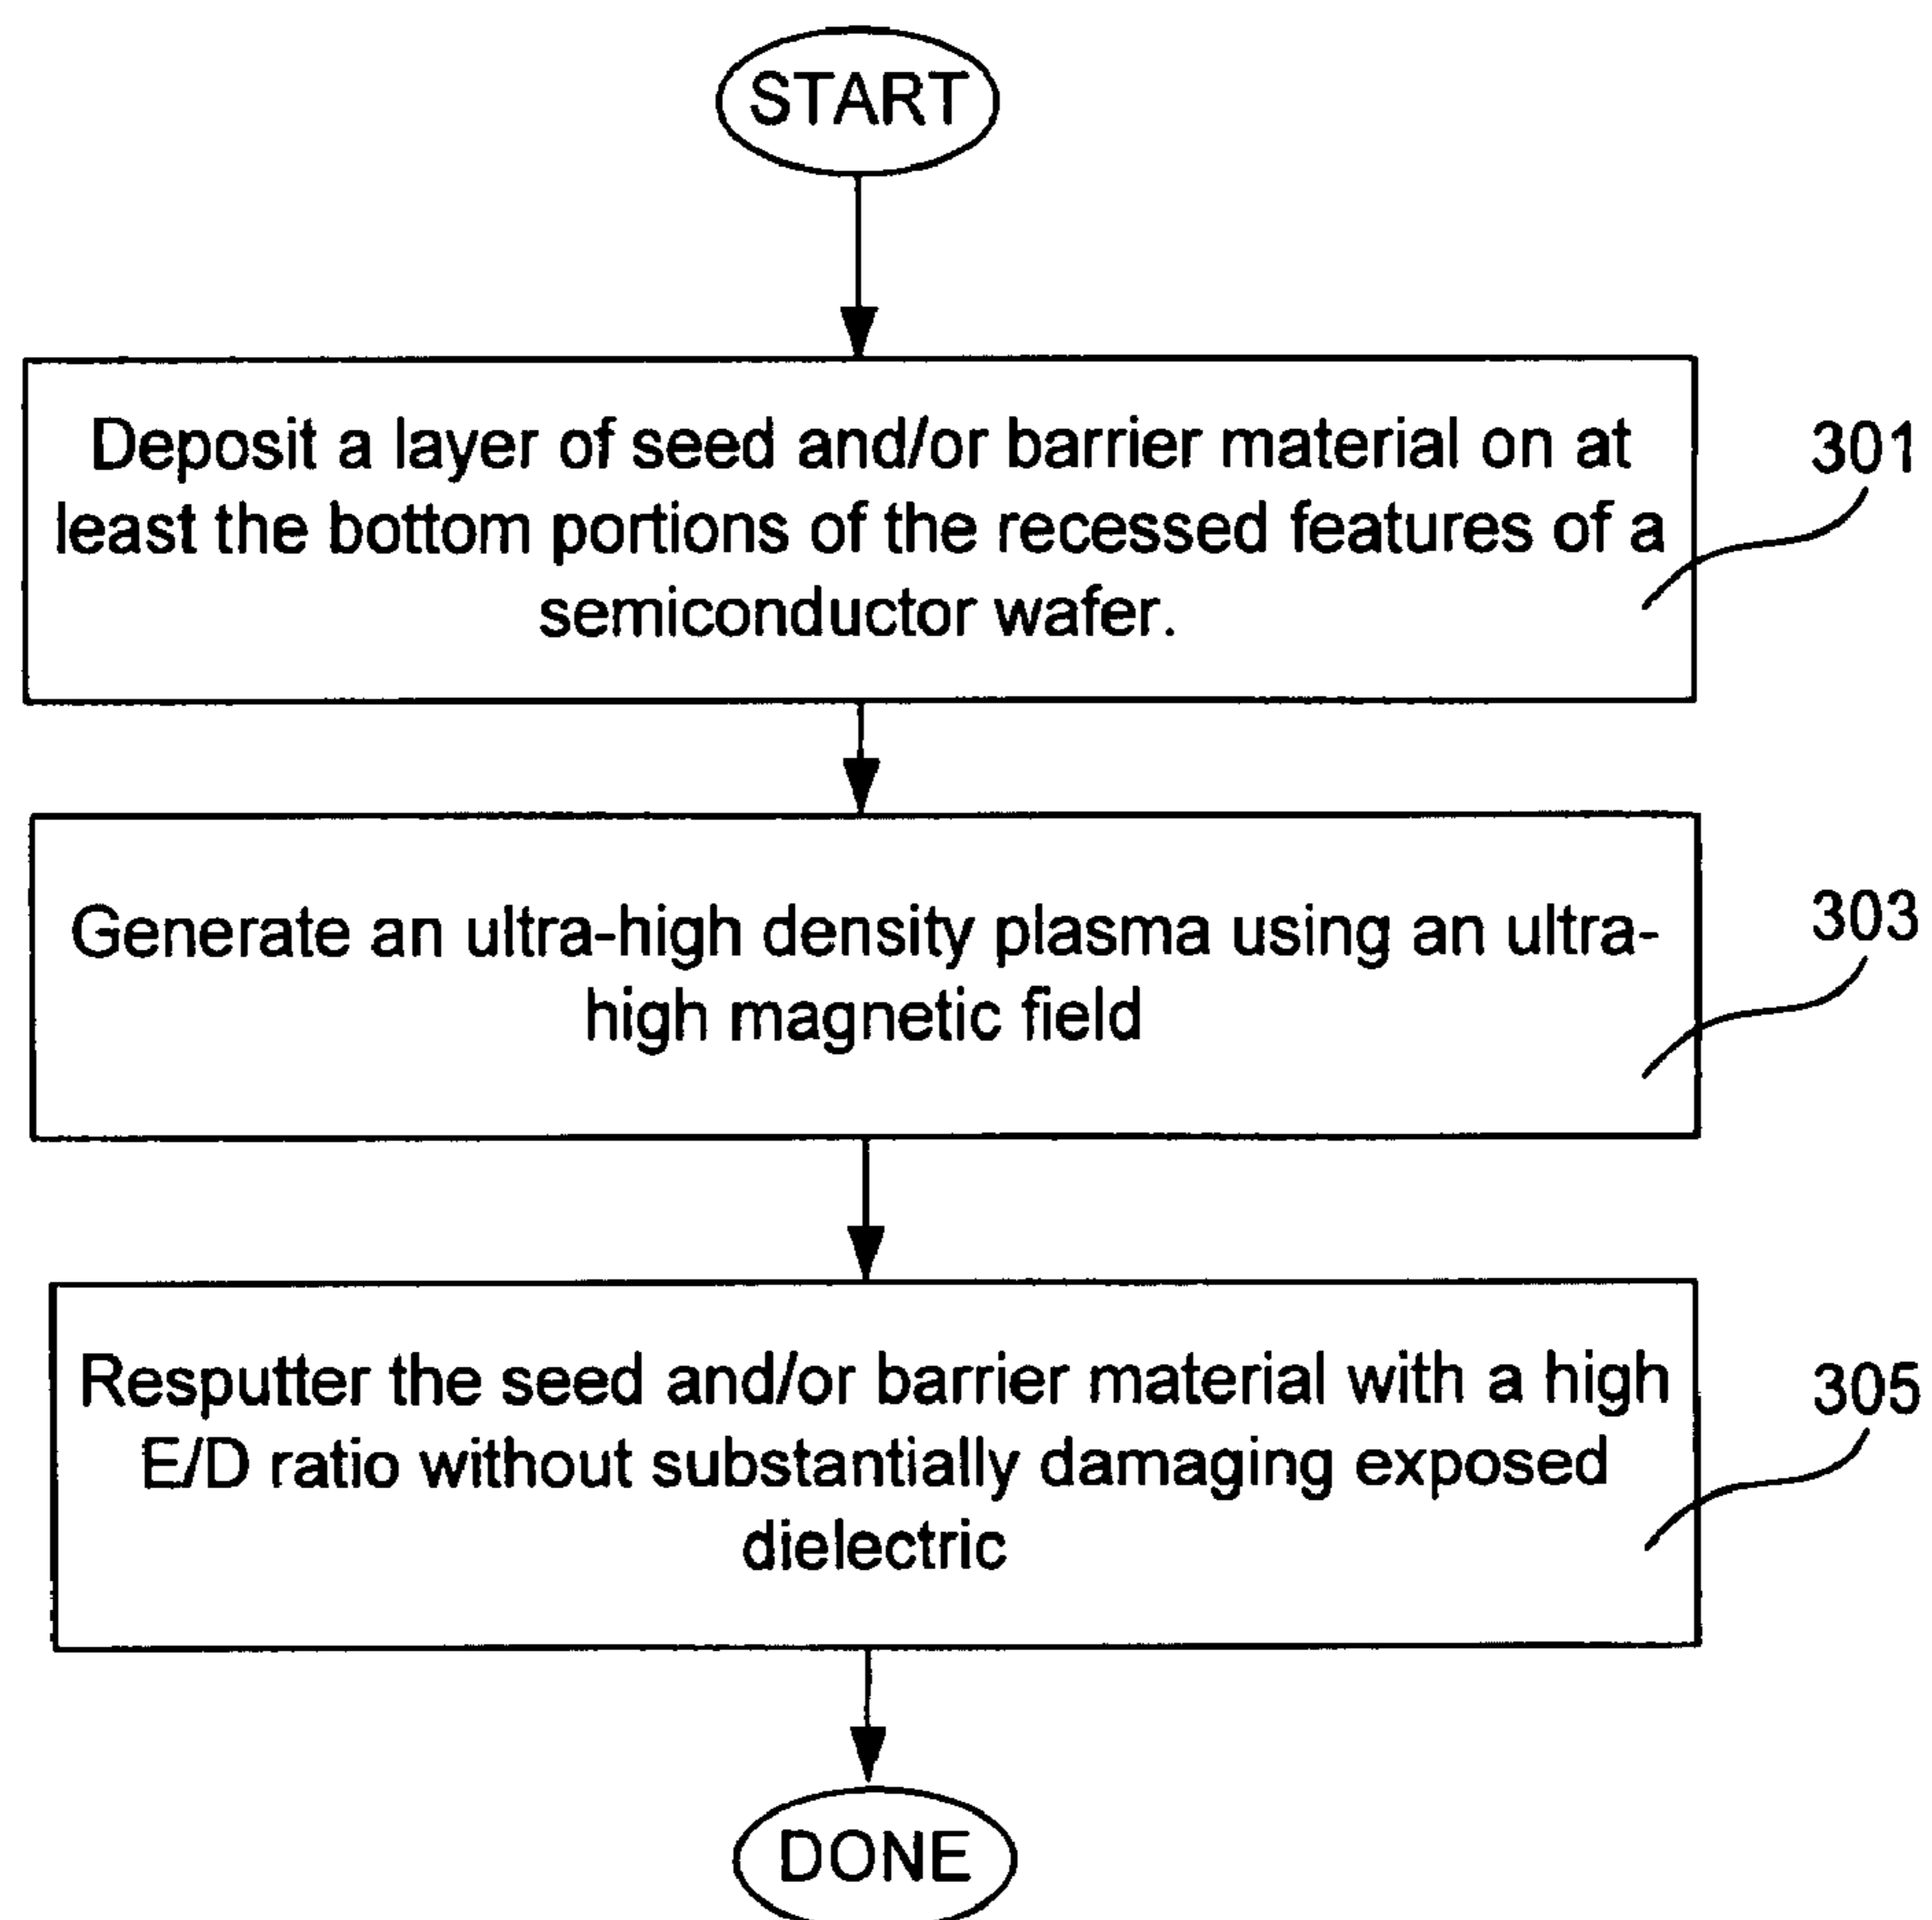 START
Deposit a layer of seed and/or barrier material on at
least the bottom portions of the recessed features of a
semiconductor wafer.
301
Generate an ultra-high density plasma using an ultra-
high magnetic field
303
Resputter the seed and/or barrier material with a high
E/D ratio without substantially damaging exposed
dielectric
305
DONE